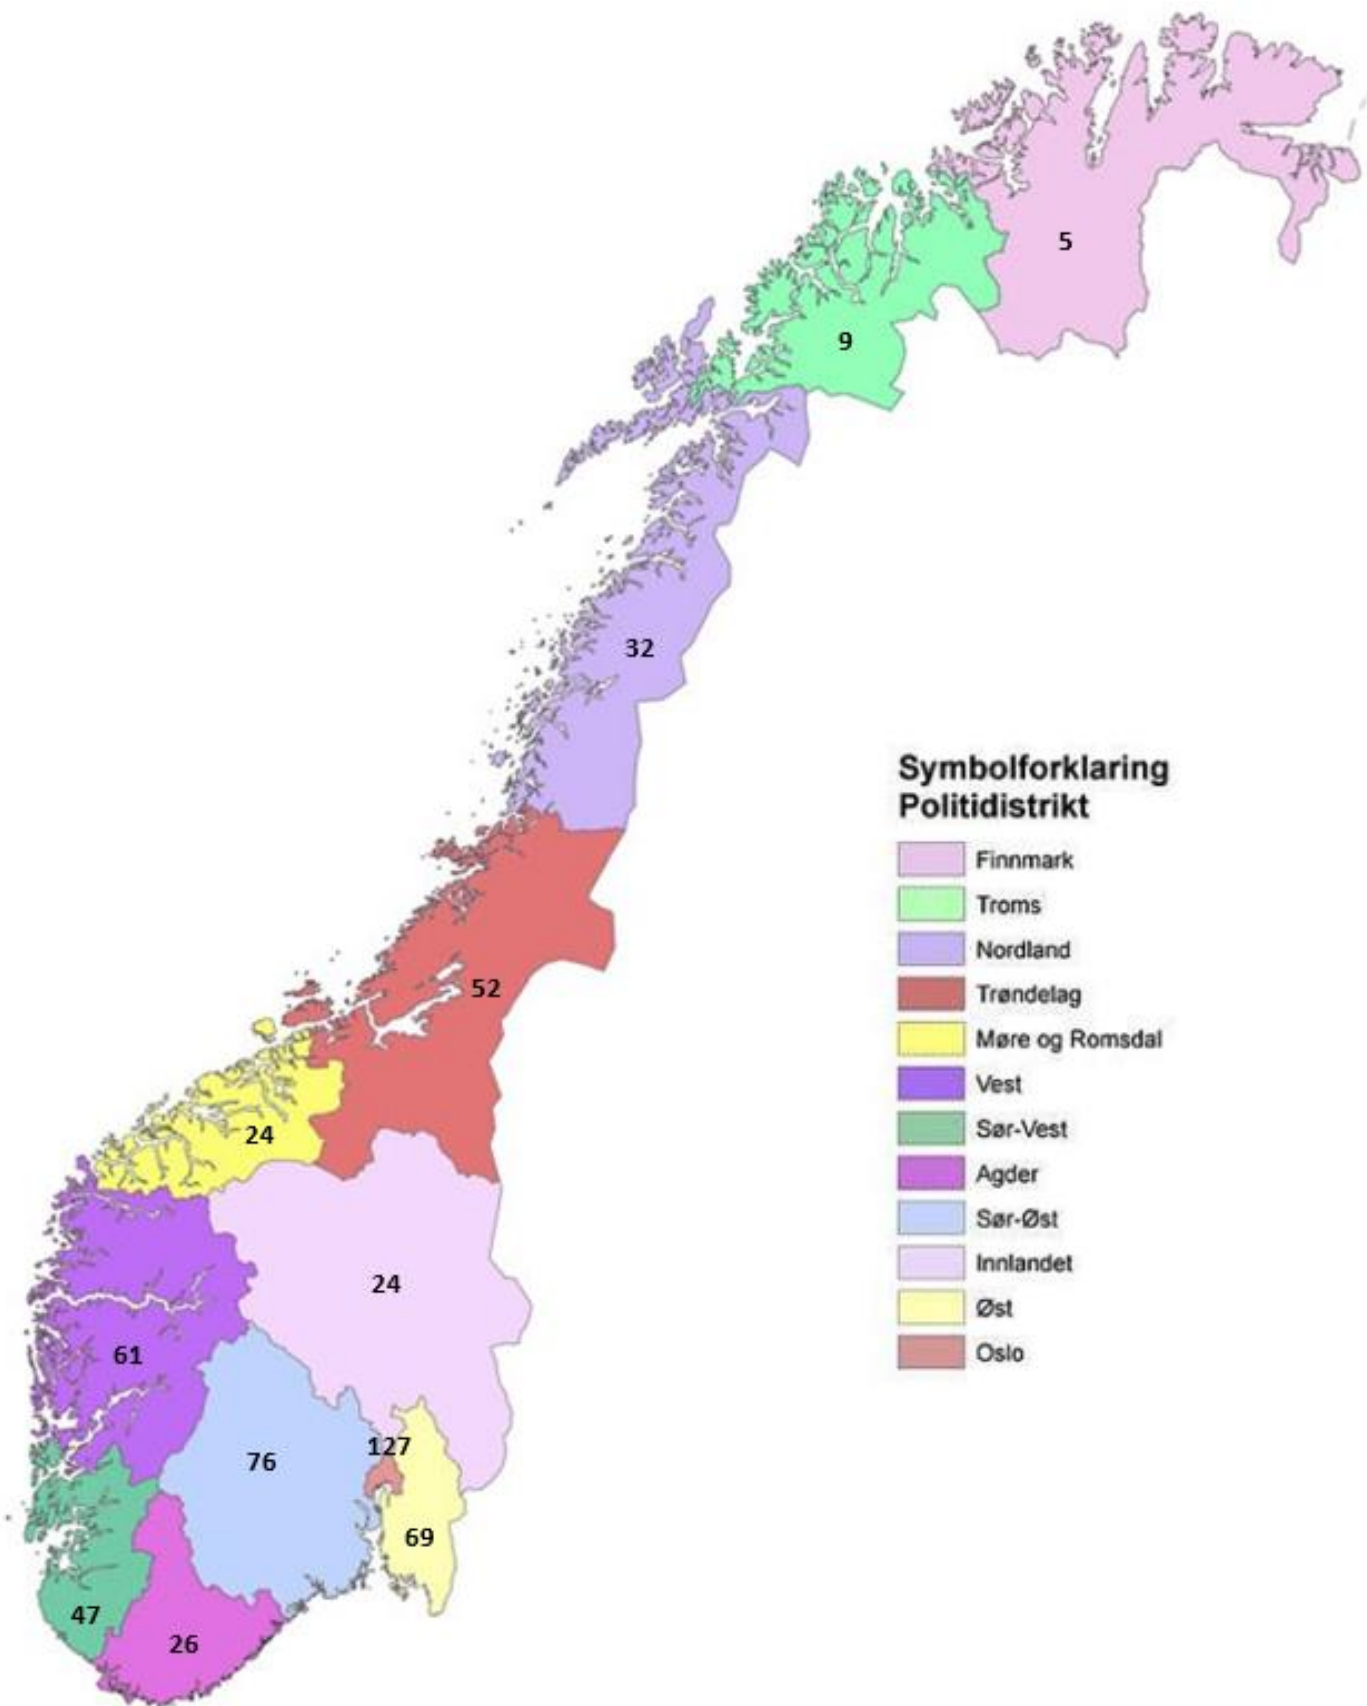 5
9
32
Symbolforklaring
Politidistrikt
Finnmark
Troms
Nordland
Trøndelag
Møre og Romsdal
Vest
Sør-Vest
Agder
Sør-Øst
Innlandet
Øst
Oslo
52
24
24
61
127
76
69
47
26